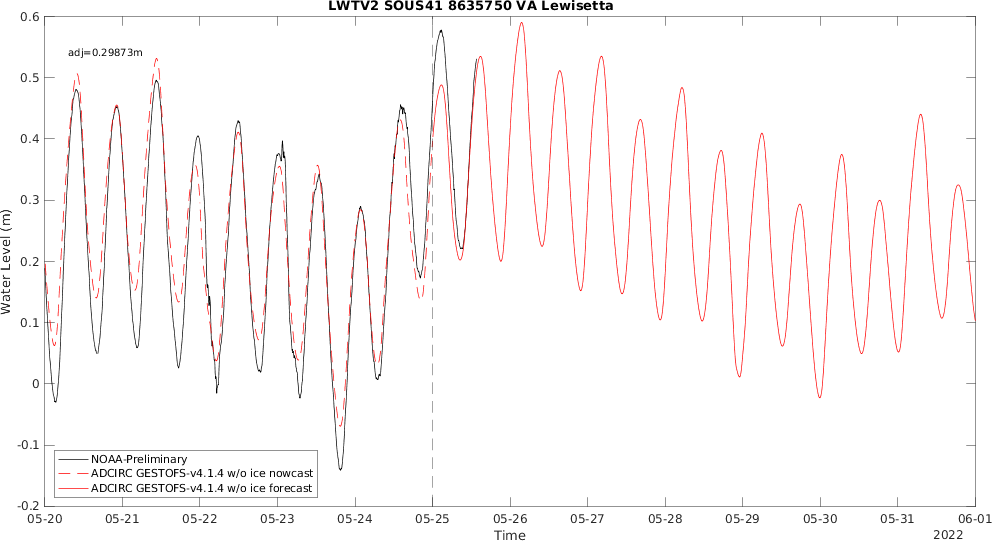 LWTV2 SOUS41 8635750 VA Lewisetta
adj=0.29873m
0.6
0.5
0.4
0.3
0.2
0.1
0
-0.1
-0.2
Water Level (m)
NOAA-Preliminary
ADCIRC GESTOFS-v4.1.4 w/o ice nowcast
ADCIRC GESTOFS-v4.1.4 w/o ice forecast
05-20 05-21 05-22 05-23 05-24 05-25 05-26 05-27 05-28 05-29 05-30 05-31 06-01
Time
2022